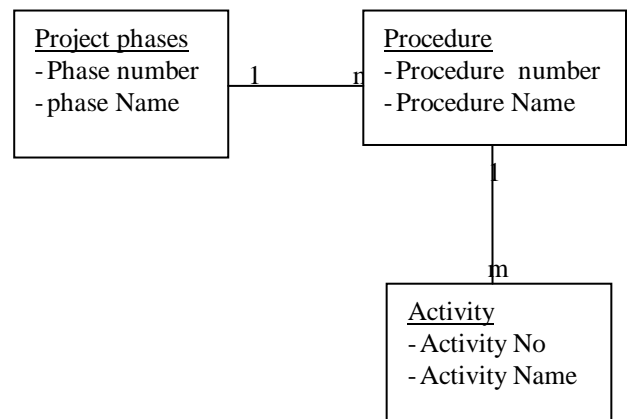 Project phases
-Phase number
-phase Name
1
Procedure
-Procedure number
-Procedure Name
1
m
Activity
-Activity No
-Activity Name